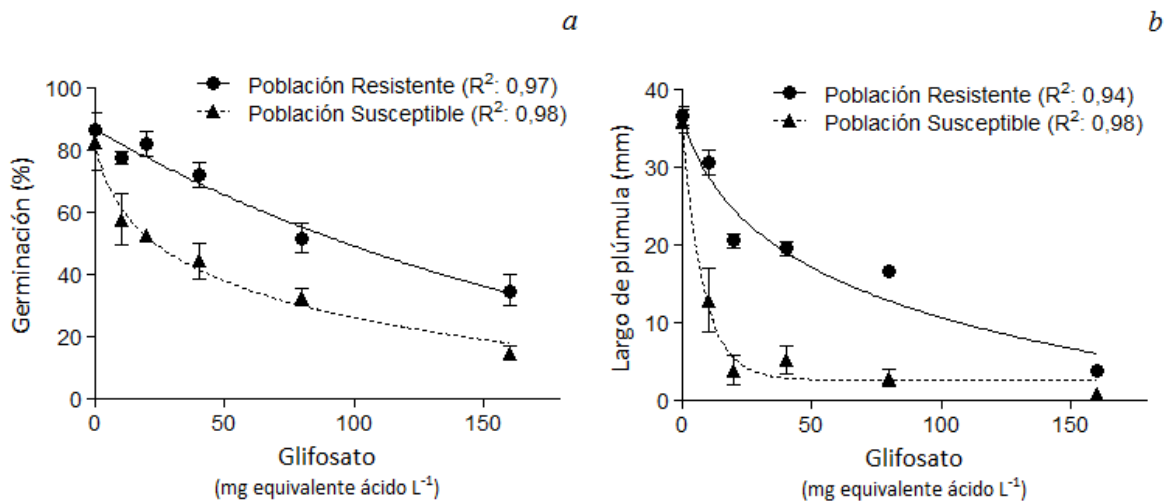 a
Población Resistente (R²: 0,97)
Población Susceptible (R²: 0,98)
Germinación (%)
100
80
60
40
20
0
0
50
100
150
Glifosato
(mg equivalente ácido L⁻¹)
b
Población Resistente (R²: 0,94)
Población Susceptible (R²: 0,98)
Largo de plúmula (mm)
40
30
20
10
0
0
50
100
150
Glifosato
(mg equivalente ácido L⁻¹)